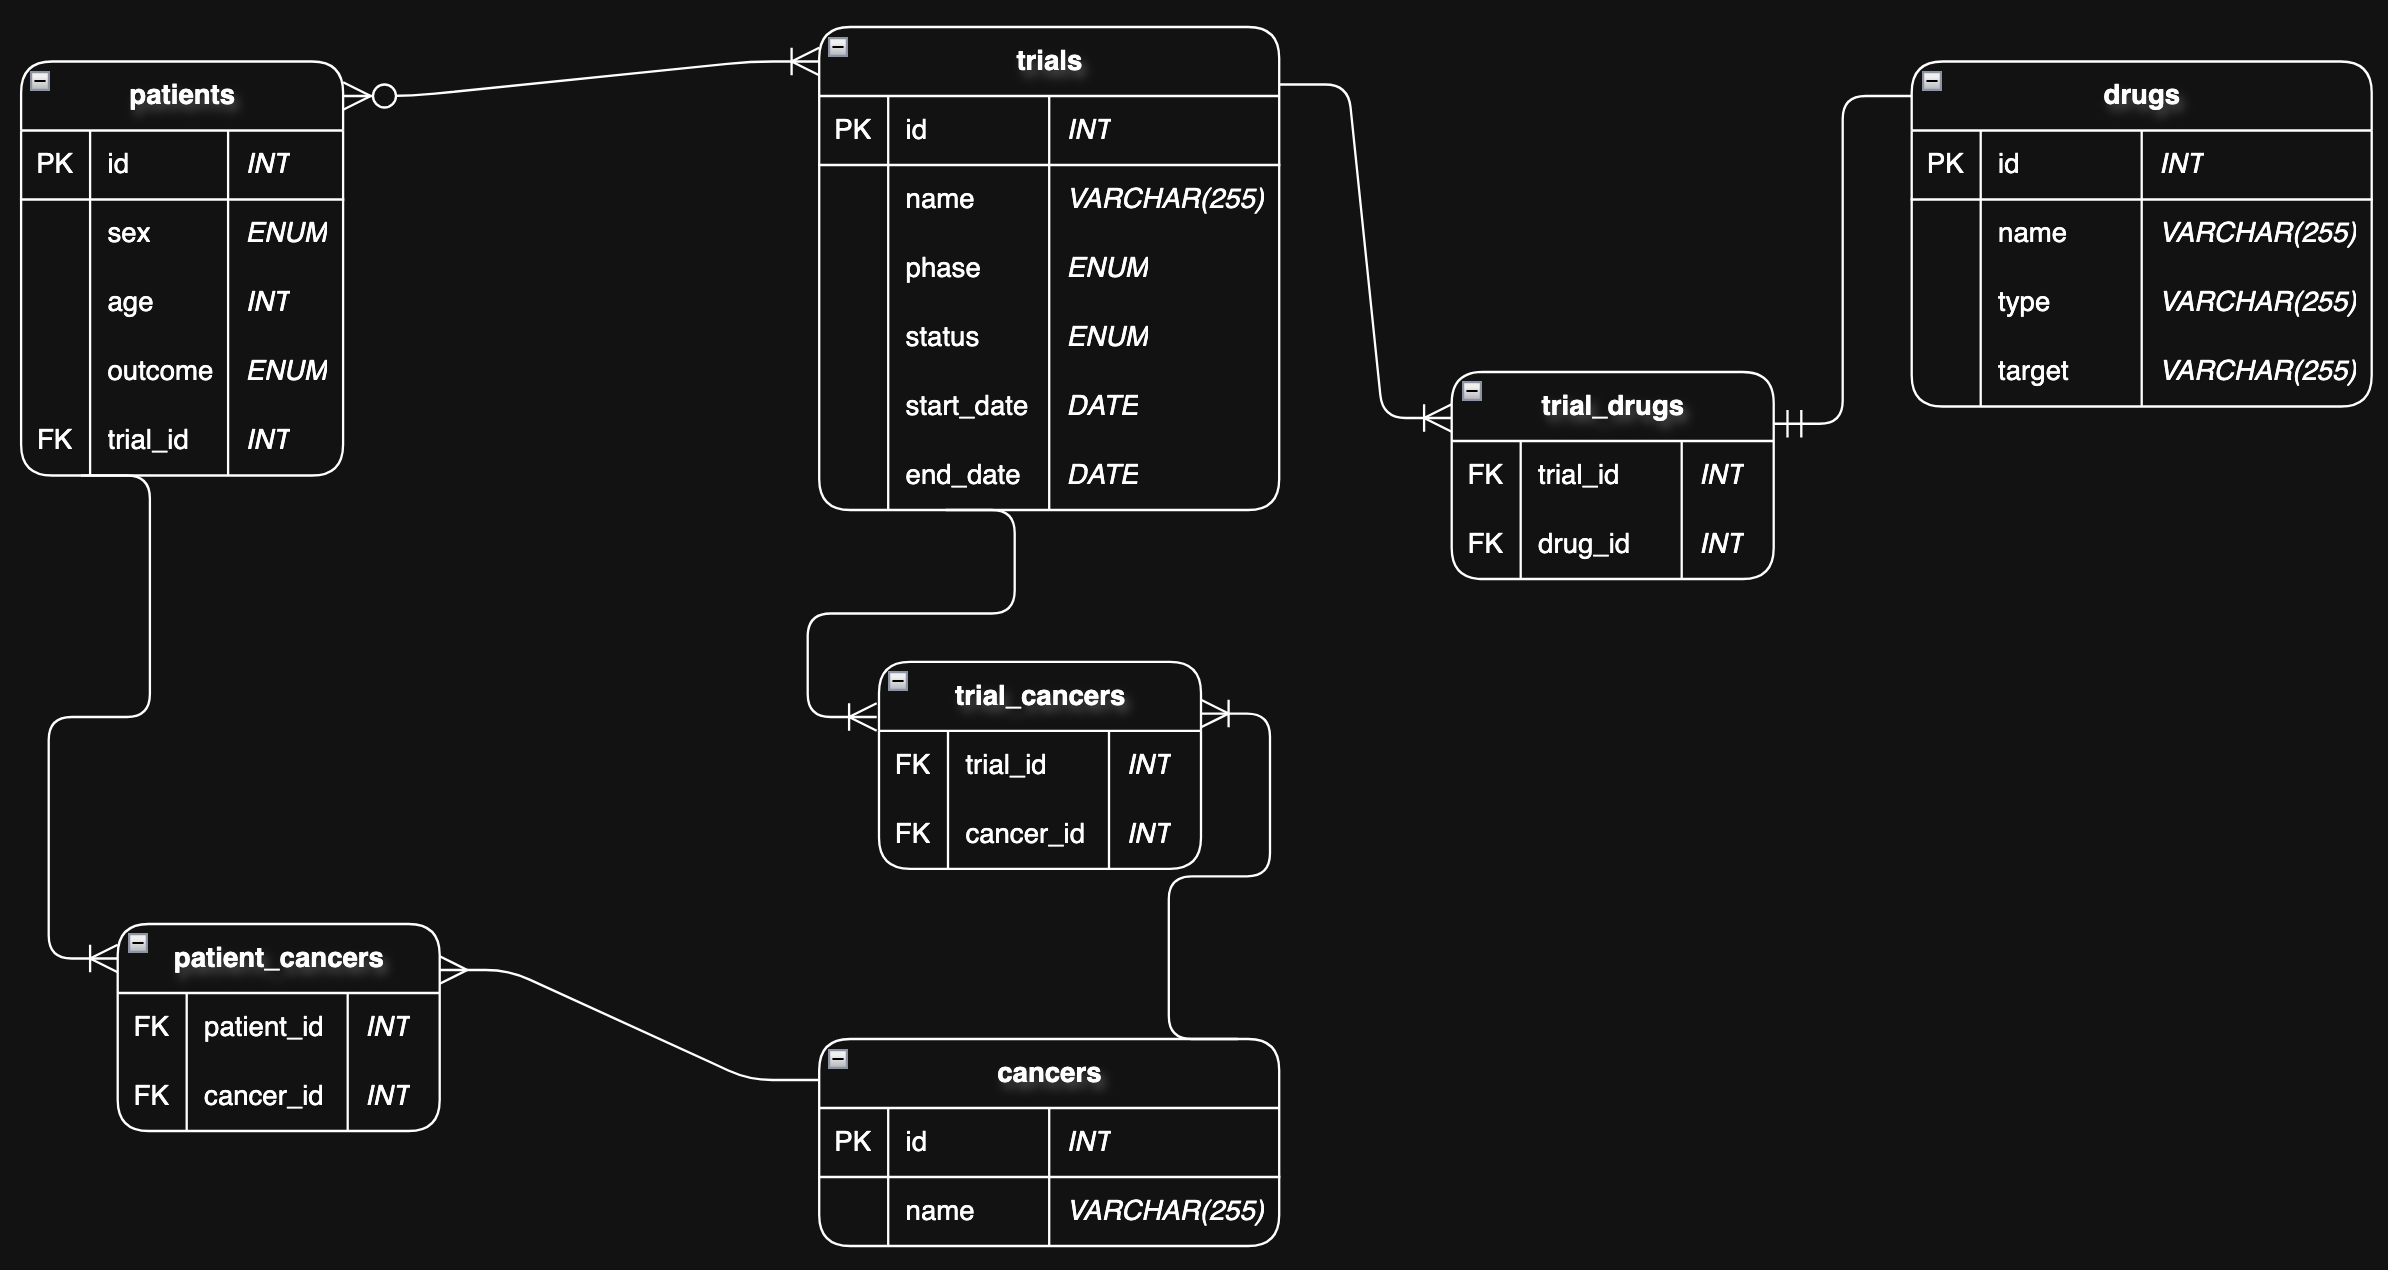 patients
PK id INT
sex ENUM
age INT
outcome ENUM
FK trial_id INT
trials
PK id INT
name VARCHAR(255)
phase ENUM
status ENUM
start_date DATE
end_date DATE
drugs
PK id INT
name VARCHAR(255)
type VARCHAR(255)
target VARCHAR(255)
trial_drugs
FK trial_id INT
FK drug_id INT
trial_cancers
FK trial_id INT
FK cancer_id INT
patient_cancers
FK patient_id INT
FK cancer_id INT
cancers
PK id INT
name VARCHAR(255)